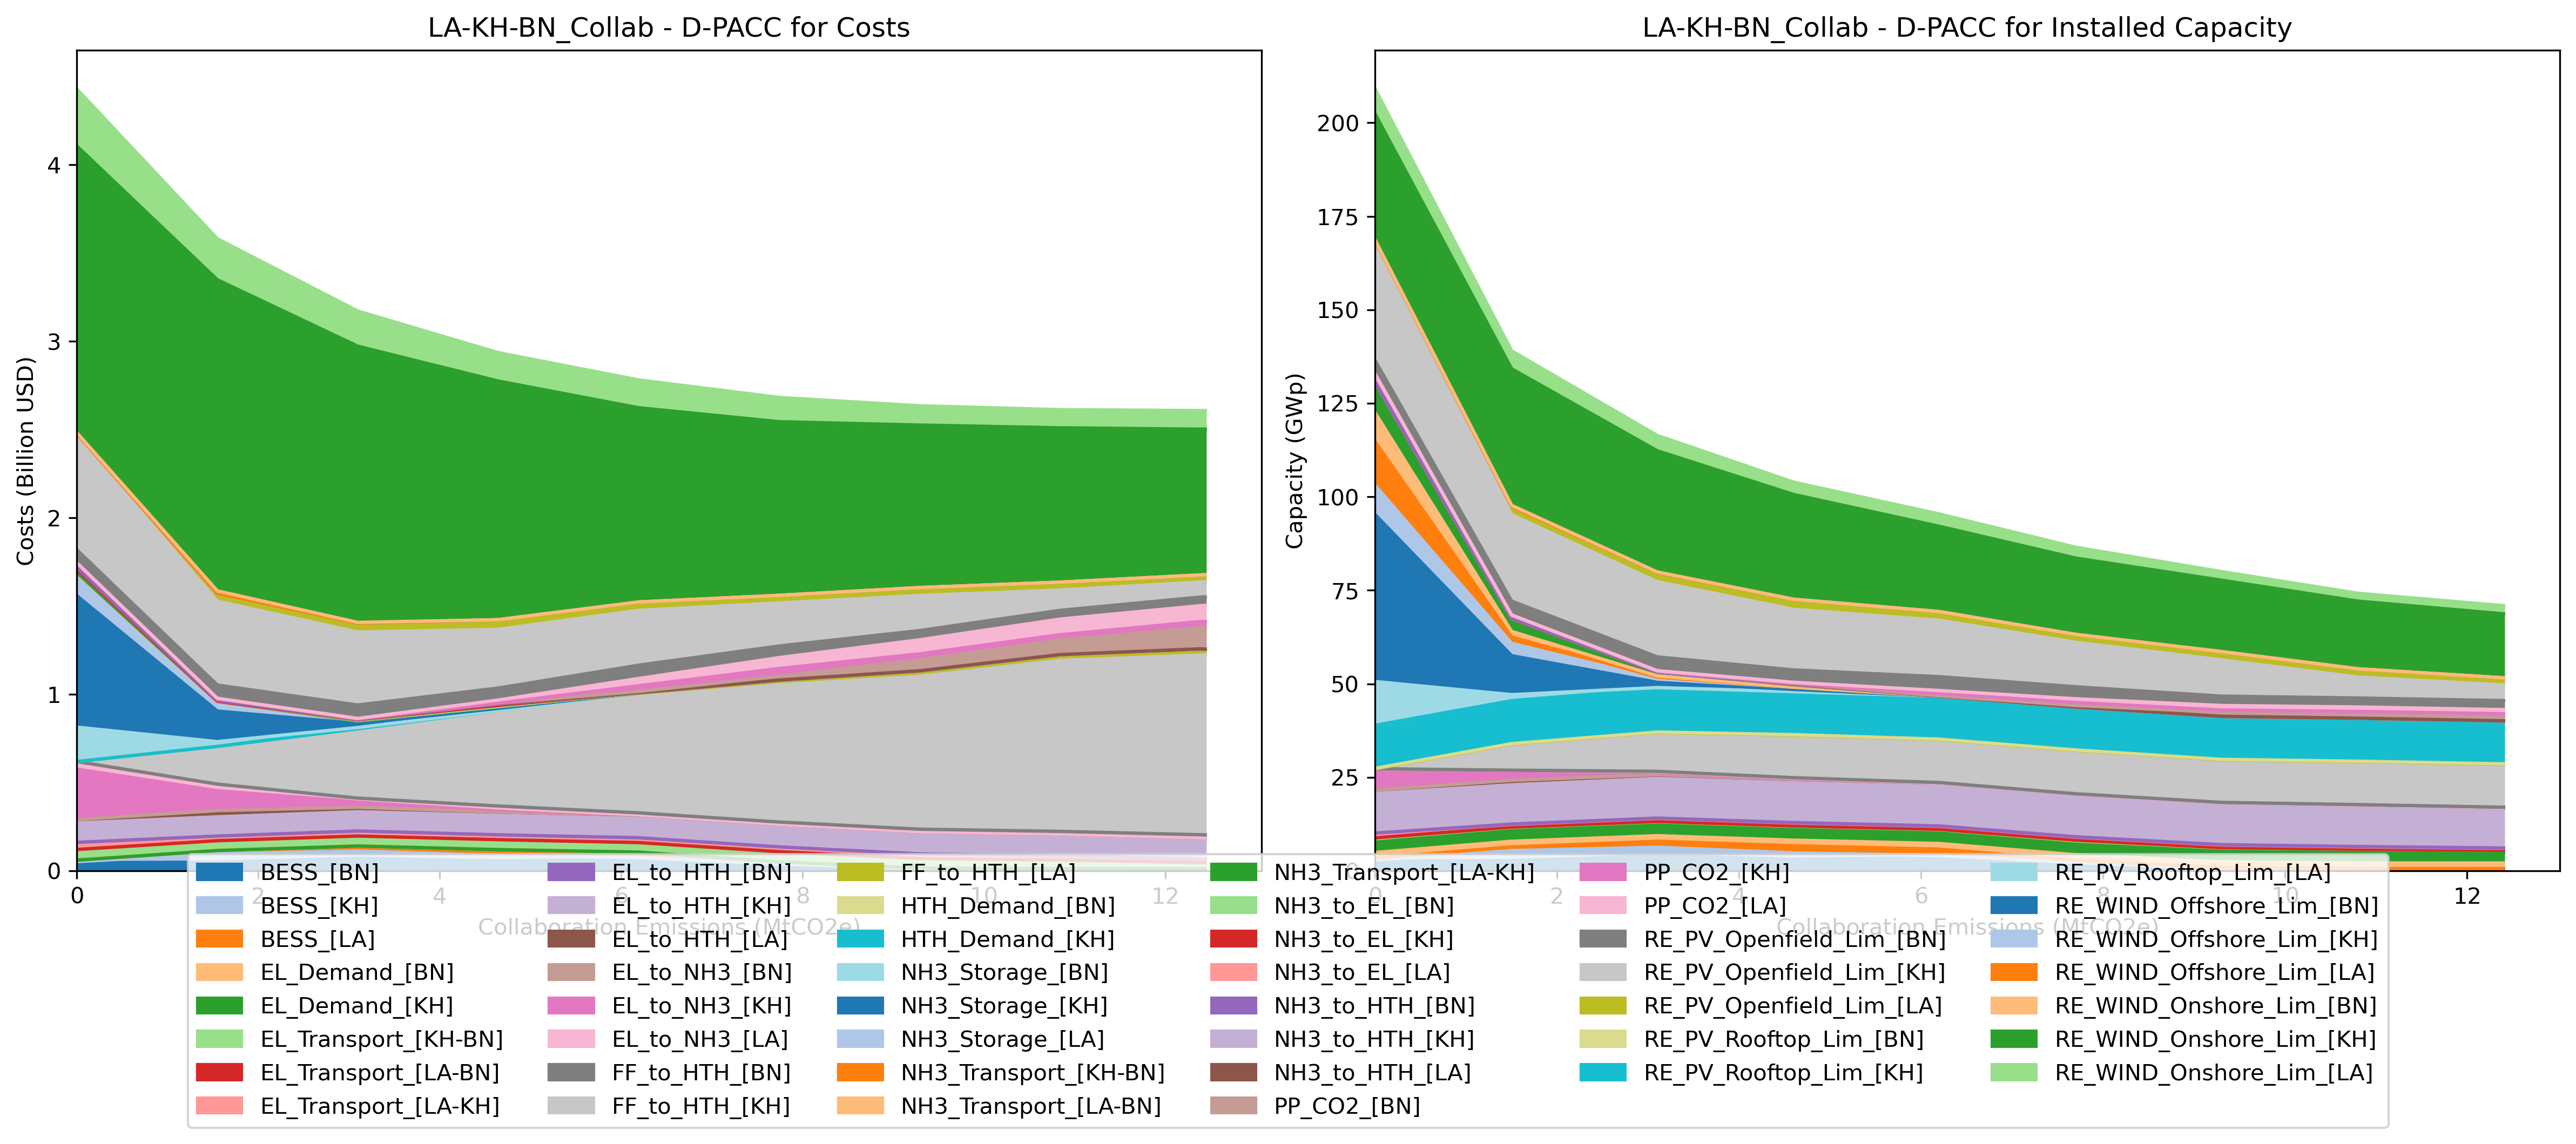 LA-KH-BN_Collab - D-PACC for Costs
Costs (Billion USD)
4
3
2
1
0
0 2 4 6 8 10 12
Collaboration Emissions (MtCO2e)
LA-KH-BN_Collab - D-PACC for Installed Capacity
Capacity (GWp)
200
175
150
125
100
75
50
25
0
0 2 4 6 8 10 12
Collaboration Emissions (MtCO2e)
BESS_[BN]
BESS_[KH]
BESS_[LA]
EL_Demand_[BN]
EL_Demand_[KH]
EL_Transport_[KH-BN]
EL_Transport_[LA-BN]
EL_Transport_[LA-KH]
EL_to_HTH_[BN]
EL_to_HTH_[KH]
EL_to_HTH_[LA]
EL_to_NH3_[BN]
EL_to_NH3_[KH]
EL_to_NH3_[LA]
FF_to_HTH_[BN]
FF_to_HTH_[KH]
FF_to_HTH_[LA]
HTH_Demand_[BN]
HTH_Demand_[KH]
NH3_Storage_[BN]
NH3_Storage_[KH]
NH3_Storage_[LA]
NH3_Transport_[KH-BN]
NH3_Transport_[LA-BN]
NH3_Transport_[LA-KH]
NH3_to_EL_[BN]
NH3_to_EL_[KH]
NH3_to_EL_[LA]
NH3_to_HTH_[BN]
NH3_to_HTH_[KH]
NH3_to_HTH_[LA]
PP_CO2_[BN]
PP_CO2_[KH]
PP_CO2_[LA]
RE_PV_Openfield_Lim_[BN]
RE_PV_Openfield_Lim_[KH]
RE_PV_Openfield_Lim_[LA]
RE_PV_Rooftop_Lim_[BN]
RE_PV_Rooftop_Lim_[KH]
RE_PV_Rooftop_Lim_[LA]
RE_WIND_Offshore_Lim_[BN]
RE_WIND_Offshore_Lim_[KH]
RE_WIND_Offshore_Lim_[LA]
RE_WIND_Onshore_Lim_[BN]
RE_WIND_Onshore_Lim_[KH]
RE_WIND_Onshore_Lim_[LA]